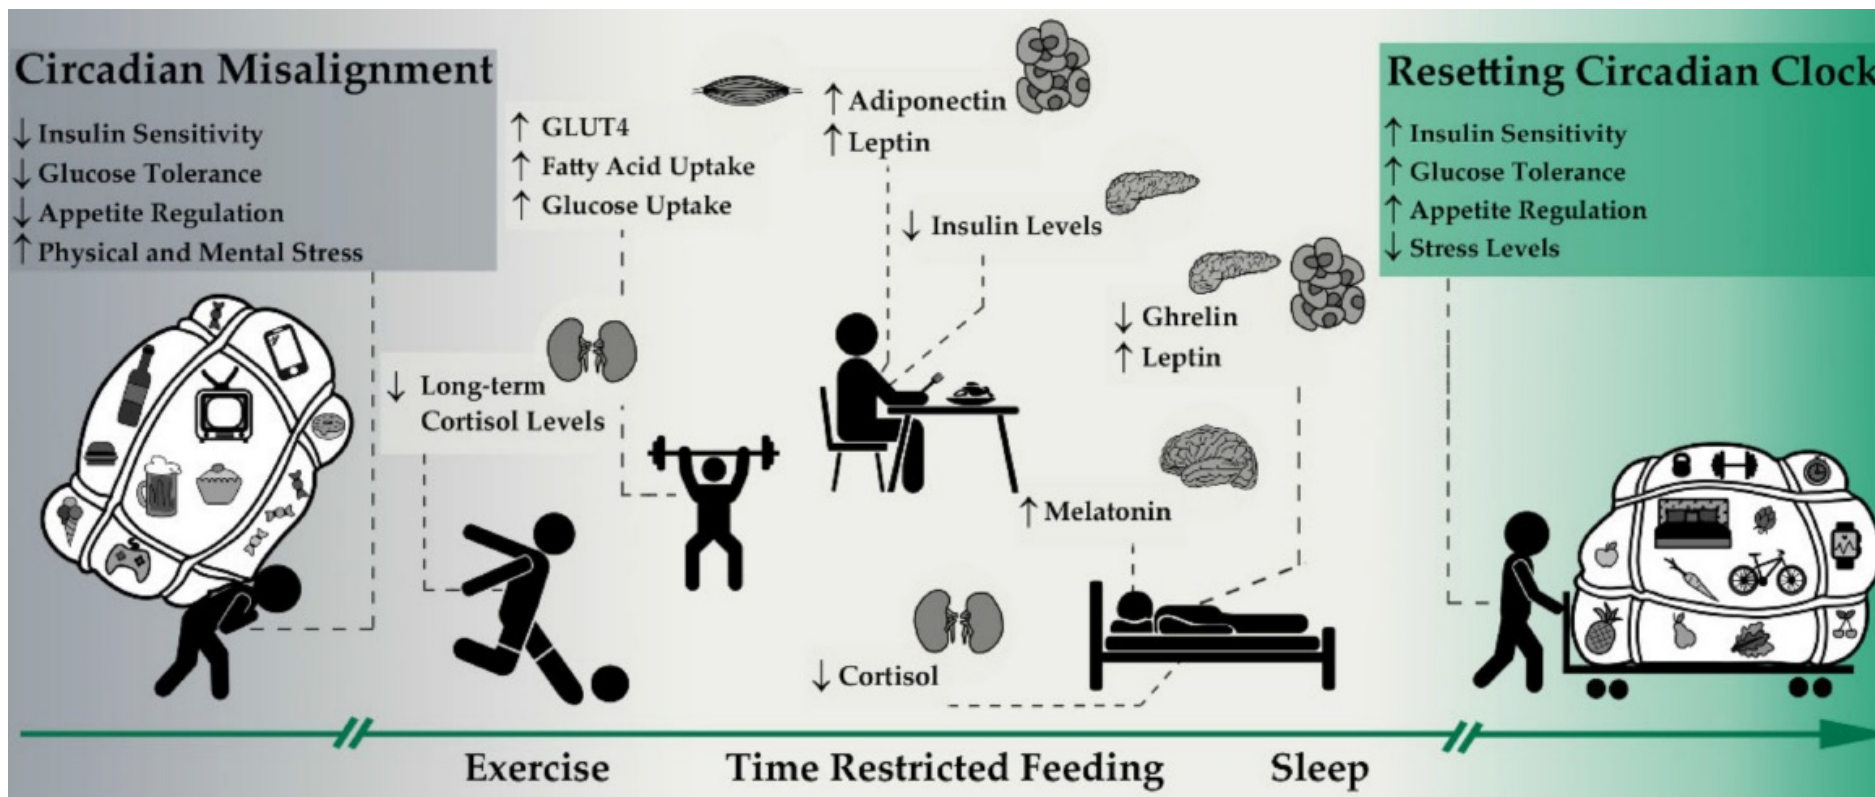 Circadian Misalignment
↓ Insulin Sensitivity
↓ Glucose Tolerance
↓ Appetite Regulation
↑ Physical and Mental Stress
↑ GLUT4
↑ Fatty Acid Uptake
↑ Glucose Uptake
↓ Long-term
Cortisol Levels
↑ Adiponectin
↑ Leptin
↓ Insulin Levels
↓ Ghrelin
↑ Leptin
↑ Melatonin
↓ Cortisol
Resetting Circadian Clock
↑ Insulin Sensitivity
↑ Glucose Tolerance
↑ Appetite Regulation
↓ Stress Levels
Exercise
Time Restricted Feeding
Sleep